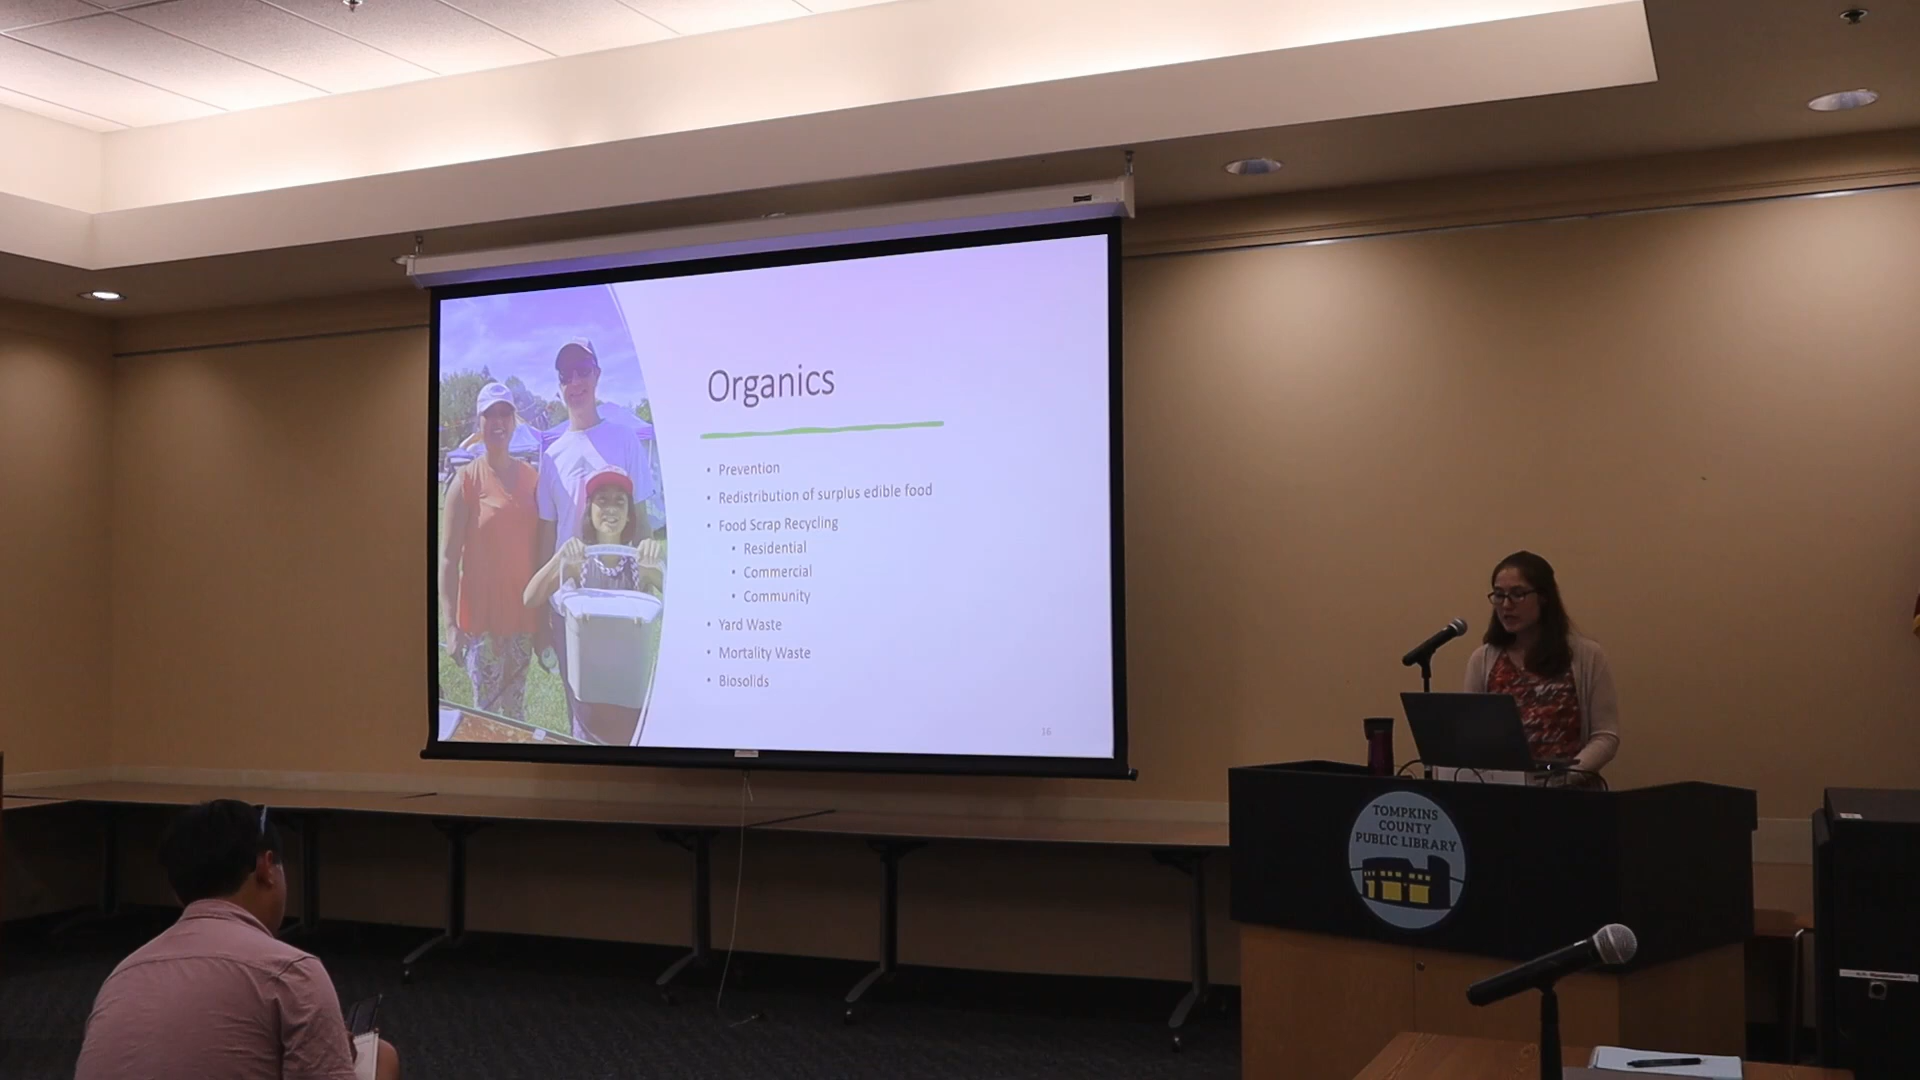 Organics
• Prevention
• Redistribution of surplus edible food
• Food Scrap Recycling
• Residential
• Commercial
• Community
• Yard Waste
• Mortality Waste
• Biosolids
16
TOMPKINS
COUNTY
PUBLIC LIBRARY